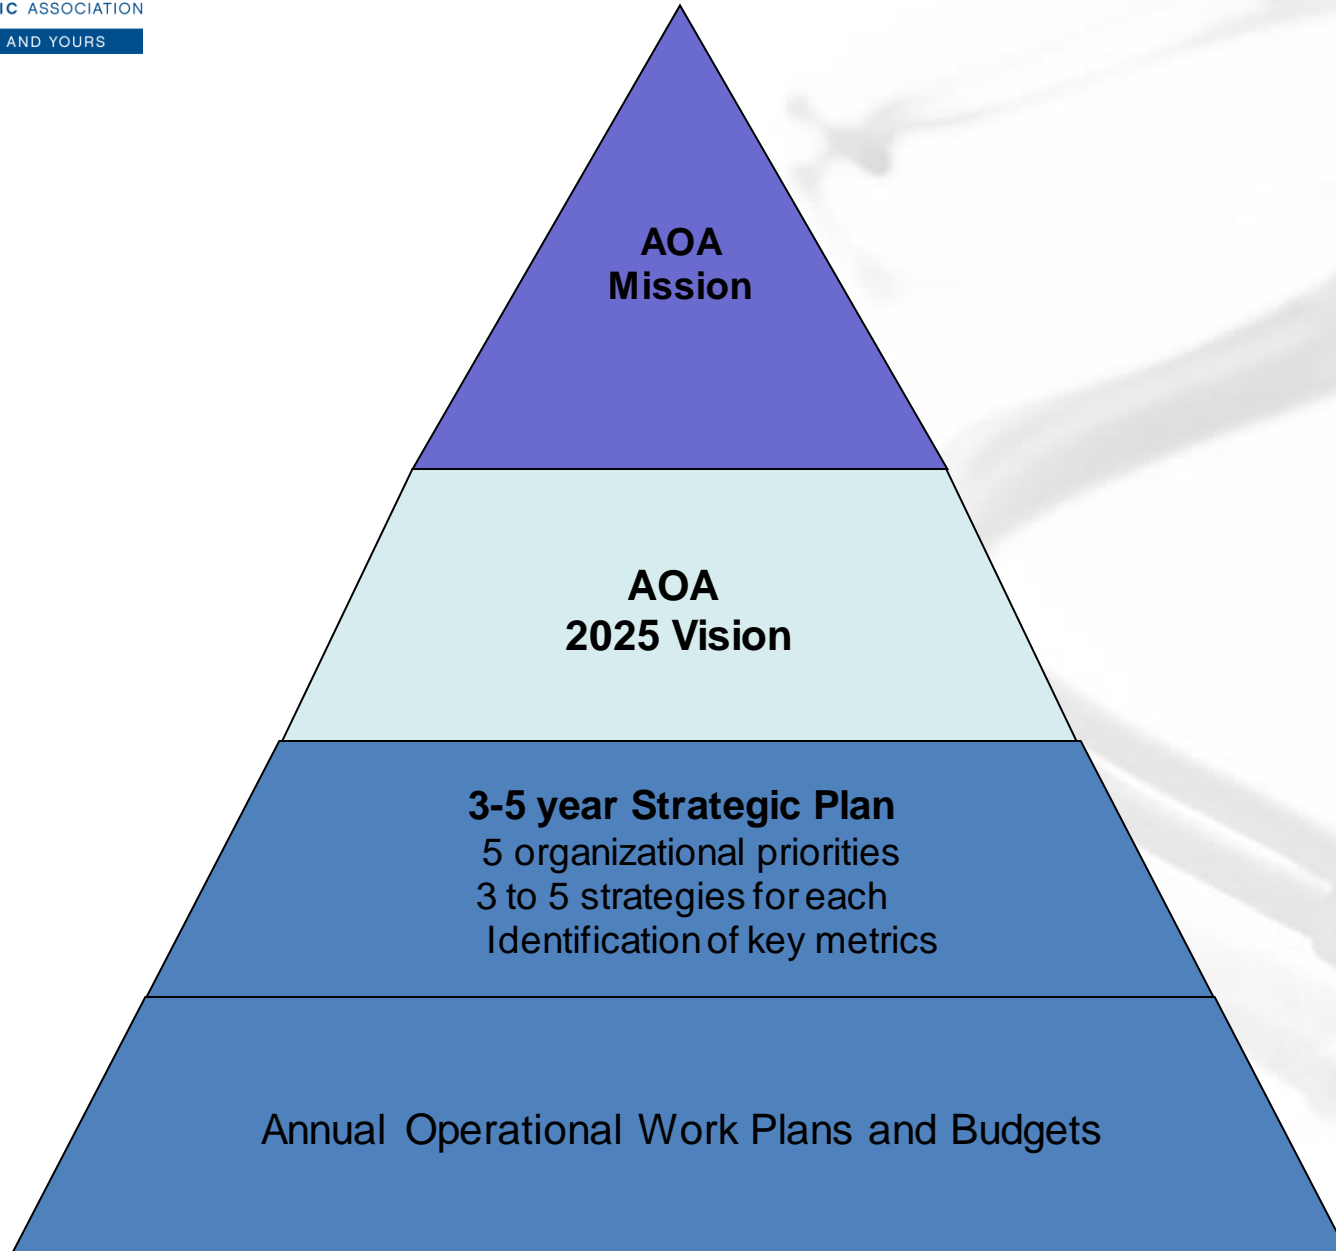 ASSOCIATION
AND YOURS
AOA
Mission
AOA
2025 Vision
3-5 year Strategic Plan
5 organizational priorities
3 to 5 strategies for each
Identification of key metrics
Annual Operational Work Plans and Budgets